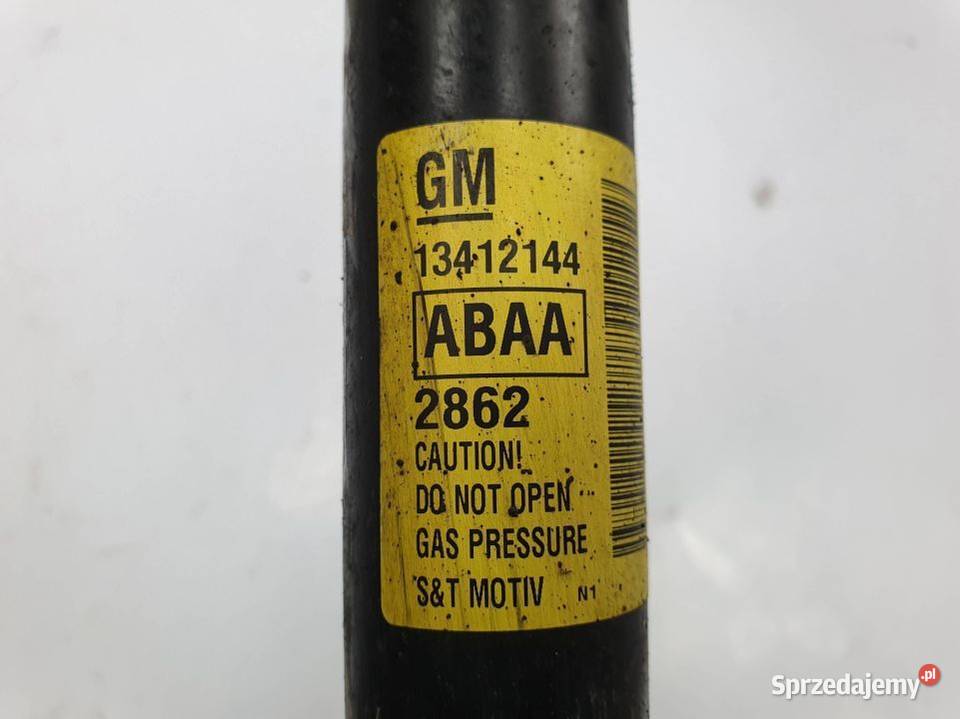 GM
13412144
ABAA
2862
CAUTION!
DO NOT OPEN
GAS PRESSURE
S&T MOTIV N1
Sprzedajemy.pl